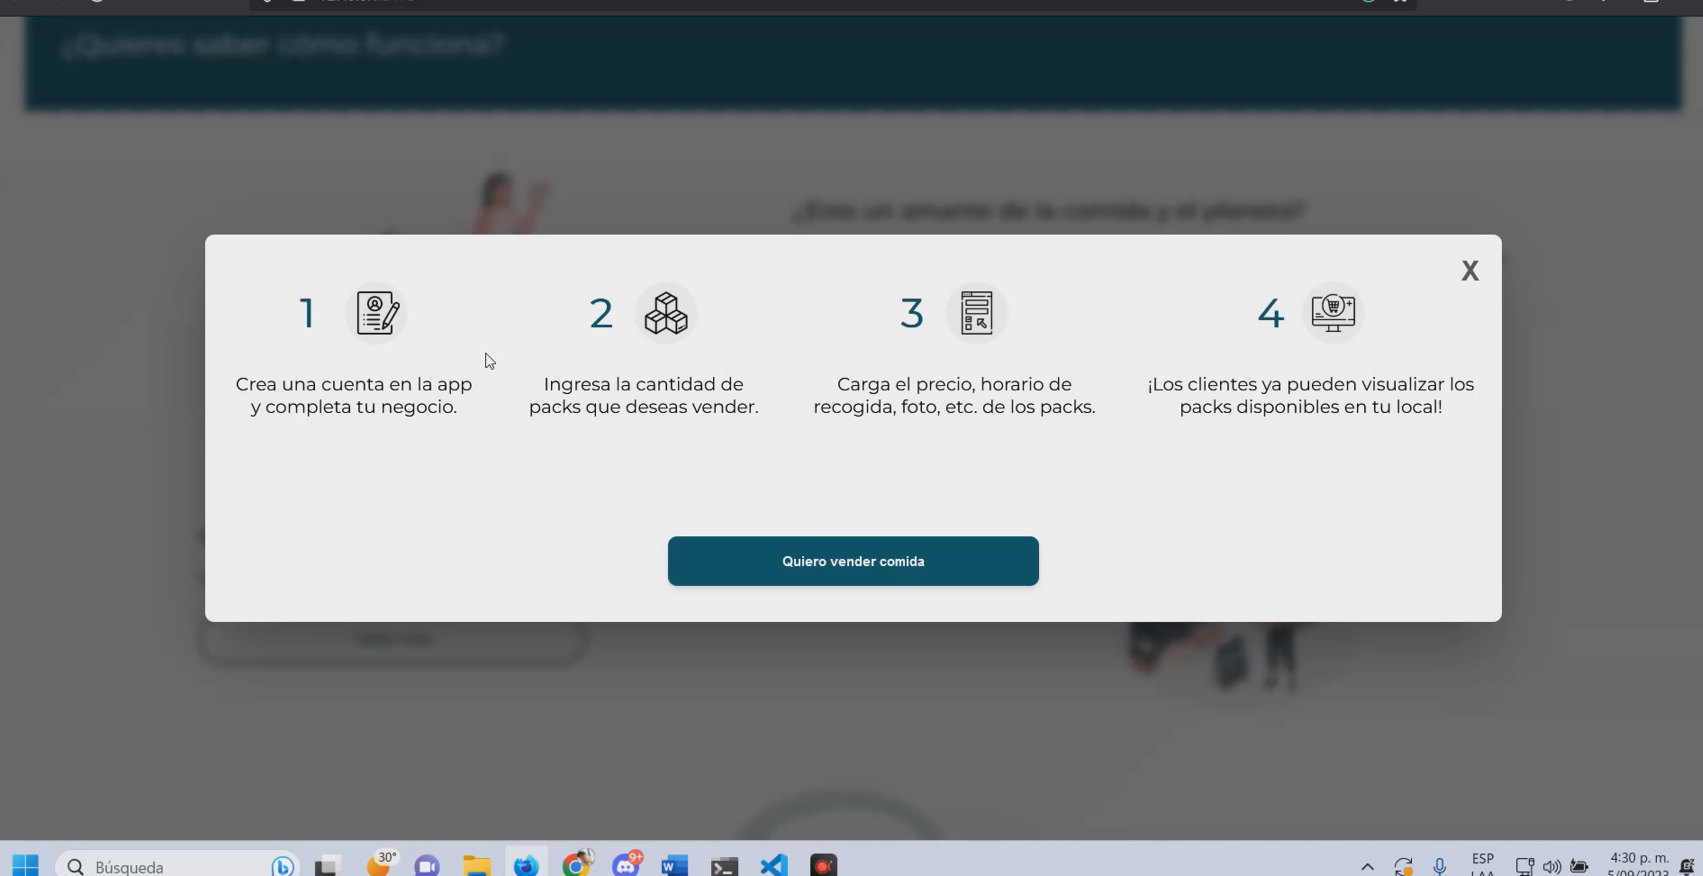 ¿Quieres saber cómo funciona?
¿Eres un amante de la comida y el planeta?
X
1
2
3
4
Crea una cuenta en la app
y completa tu negocio.
Ingresa la cantidad de
packs que deseas vender.
Carga el precio, horario de
recogida, foto, etc. de los packs.
¡Los clientes ya pueden visualizar los
packs disponibles en tu local!
Quiero vender comida
Búsqueda
30°
9+
ESP
LAA
4:30 p. m.
5/09/2023